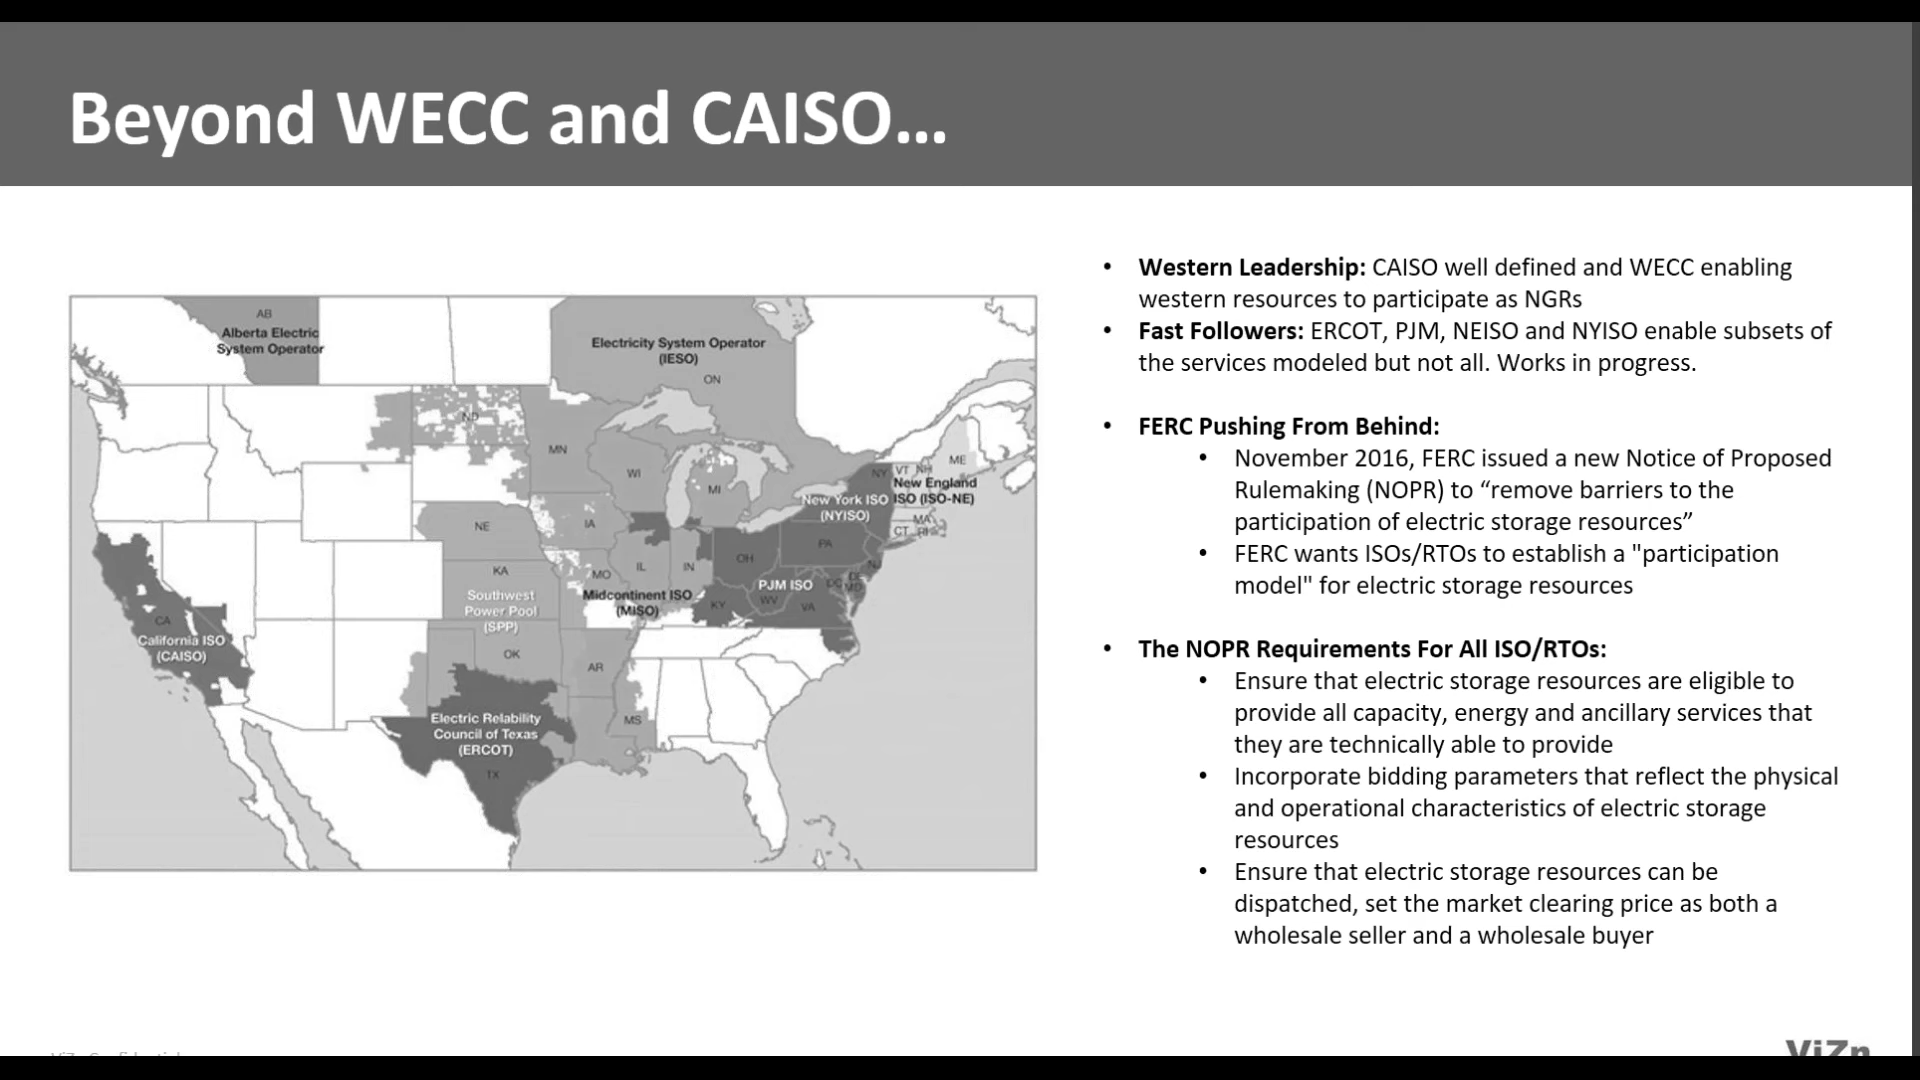 Beyond WECC and CAISO...
AB
Alberta Electric
System Operator
Electricity System Operator
(IESO)
ON
ND
MN
WI
MI
NY
VT NH
ME
New England
ISO (ISO-NE)
New York ISO
(NYISO)
MA
CT RI
NE
IA
PA
OH
NJ
KA
MO
IL
IN
PJM ISO
DC
DE
MD
Southwest
Power Pool
(SPP)
Midcontinent ISO
(MISO)
KY
WV
VA
CA
California ISO
(CAISO)
OK
AR
Electric Relability
Council of Texas
(ERCOT)
MS
TX
• Western Leadership: CAISO well defined and WECC enabling
western resources to participate as NGRs
• Fast Followers: ERCOT, PJM, NEISO and NYISO enable subsets of
the services modeled but not all. Works in progress.
• FERC Pushing From Behind:
• November 2016, FERC issued a new Notice of Proposed
Rulemaking (NOPR) to “remove barriers to the
participation of electric storage resources”
• FERC wants ISOs/RTOs to establish a "participation
model" for electric storage resources
• The NOPR Requirements For All ISO/RTOs:
• Ensure that electric storage resources are eligible to
provide all capacity, energy and ancillary services that
they are technically able to provide
• Incorporate bidding parameters that reflect the physical
and operational characteristics of electric storage
resources
• Ensure that electric storage resources can be
dispatched, set the market clearing price as both a
wholesale seller and a wholesale buyer
ViZn Confidential
ViZn